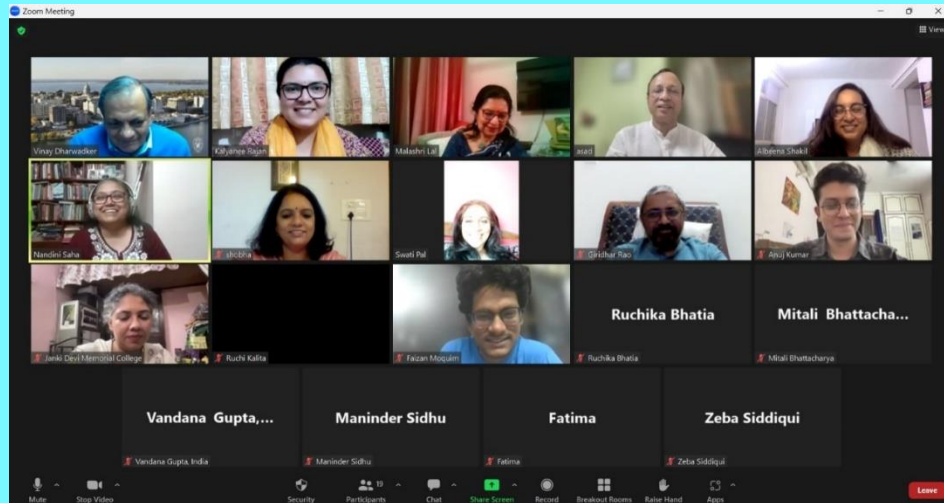 Zoom Meeting
View
Vinay Dharwadker
Kalyanee Rajan
Malashri Lal
asad
Albeena Shakil
Nandini Saha
shobha
Swati Pal
Giridhar Rao
Anuj Kumar
Janki Devi Memorial College
Ruchi Kalita
Faizan Moquim
Ruchika Bhatia
Ruchika Bhatia
Mitali Bhattacha...
Mitali Bhattacharya
Vandana Gupta,...
Vandana Gupta, India
Maninder Sidhu
Maninder Sidhu
Fatima
Fatima
Zeba Siddiqui
Zeba Siddiqui
Mute
Stop Video
Security
19
Participants
Chat
Share Screen
Record
Breakout Rooms
Raise Hand
Apps
Leave